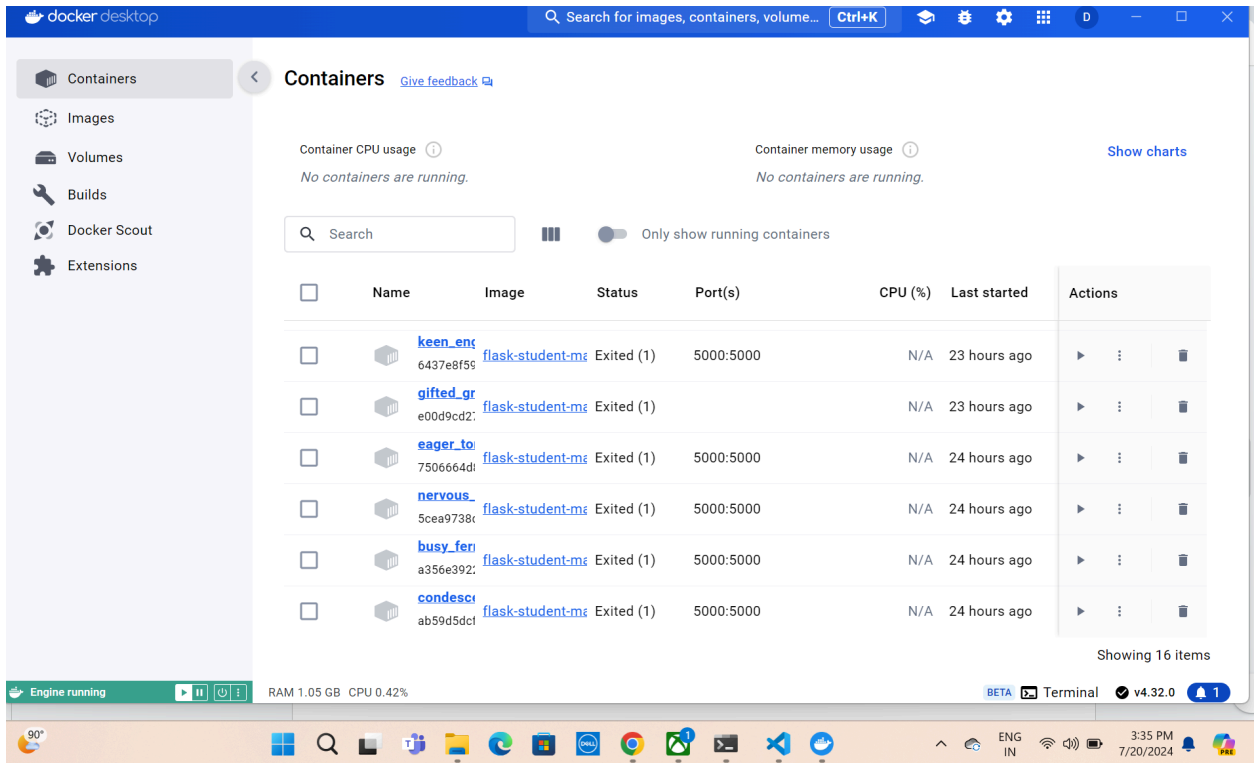 docker desktop
Search for images, containers, volume... Ctrl+K
D
Containers
Images
Volumes
Builds
Docker Scout
Extensions
Containers Give feedback
Container CPU usage
No containers are running.
Container memory usage
No containers are running.
Show charts
Search
Only show running containers
Name Image Status Port(s) CPU (%) Last started Actions
keen_eng
6437e8f59
flask-student-ma Exited (1) 5000:5000 N/A 23 hours ago
gifted_gr
e00d9cd2
flask-student-ma Exited (1) N/A 23 hours ago
eager_to
7506664d
flask-student-ma Exited (1) 5000:5000 N/A 24 hours ago
nervous_
5cea9738
flask-student-ma Exited (1) 5000:5000 N/A 24 hours ago
busy_fer
a356e392
flask-student-ma Exited (1) 5000:5000 N/A 24 hours ago
condesce
ab59d5dcf
flask-student-ma Exited (1) 5000:5000 N/A 24 hours ago
Showing 16 items
Engine running
RAM 1.05 GB CPU 0.42%
BETA Terminal v4.32.0 1
90°
DELL
1
ENG
IN
3:35 PM
7/20/2024
PRE